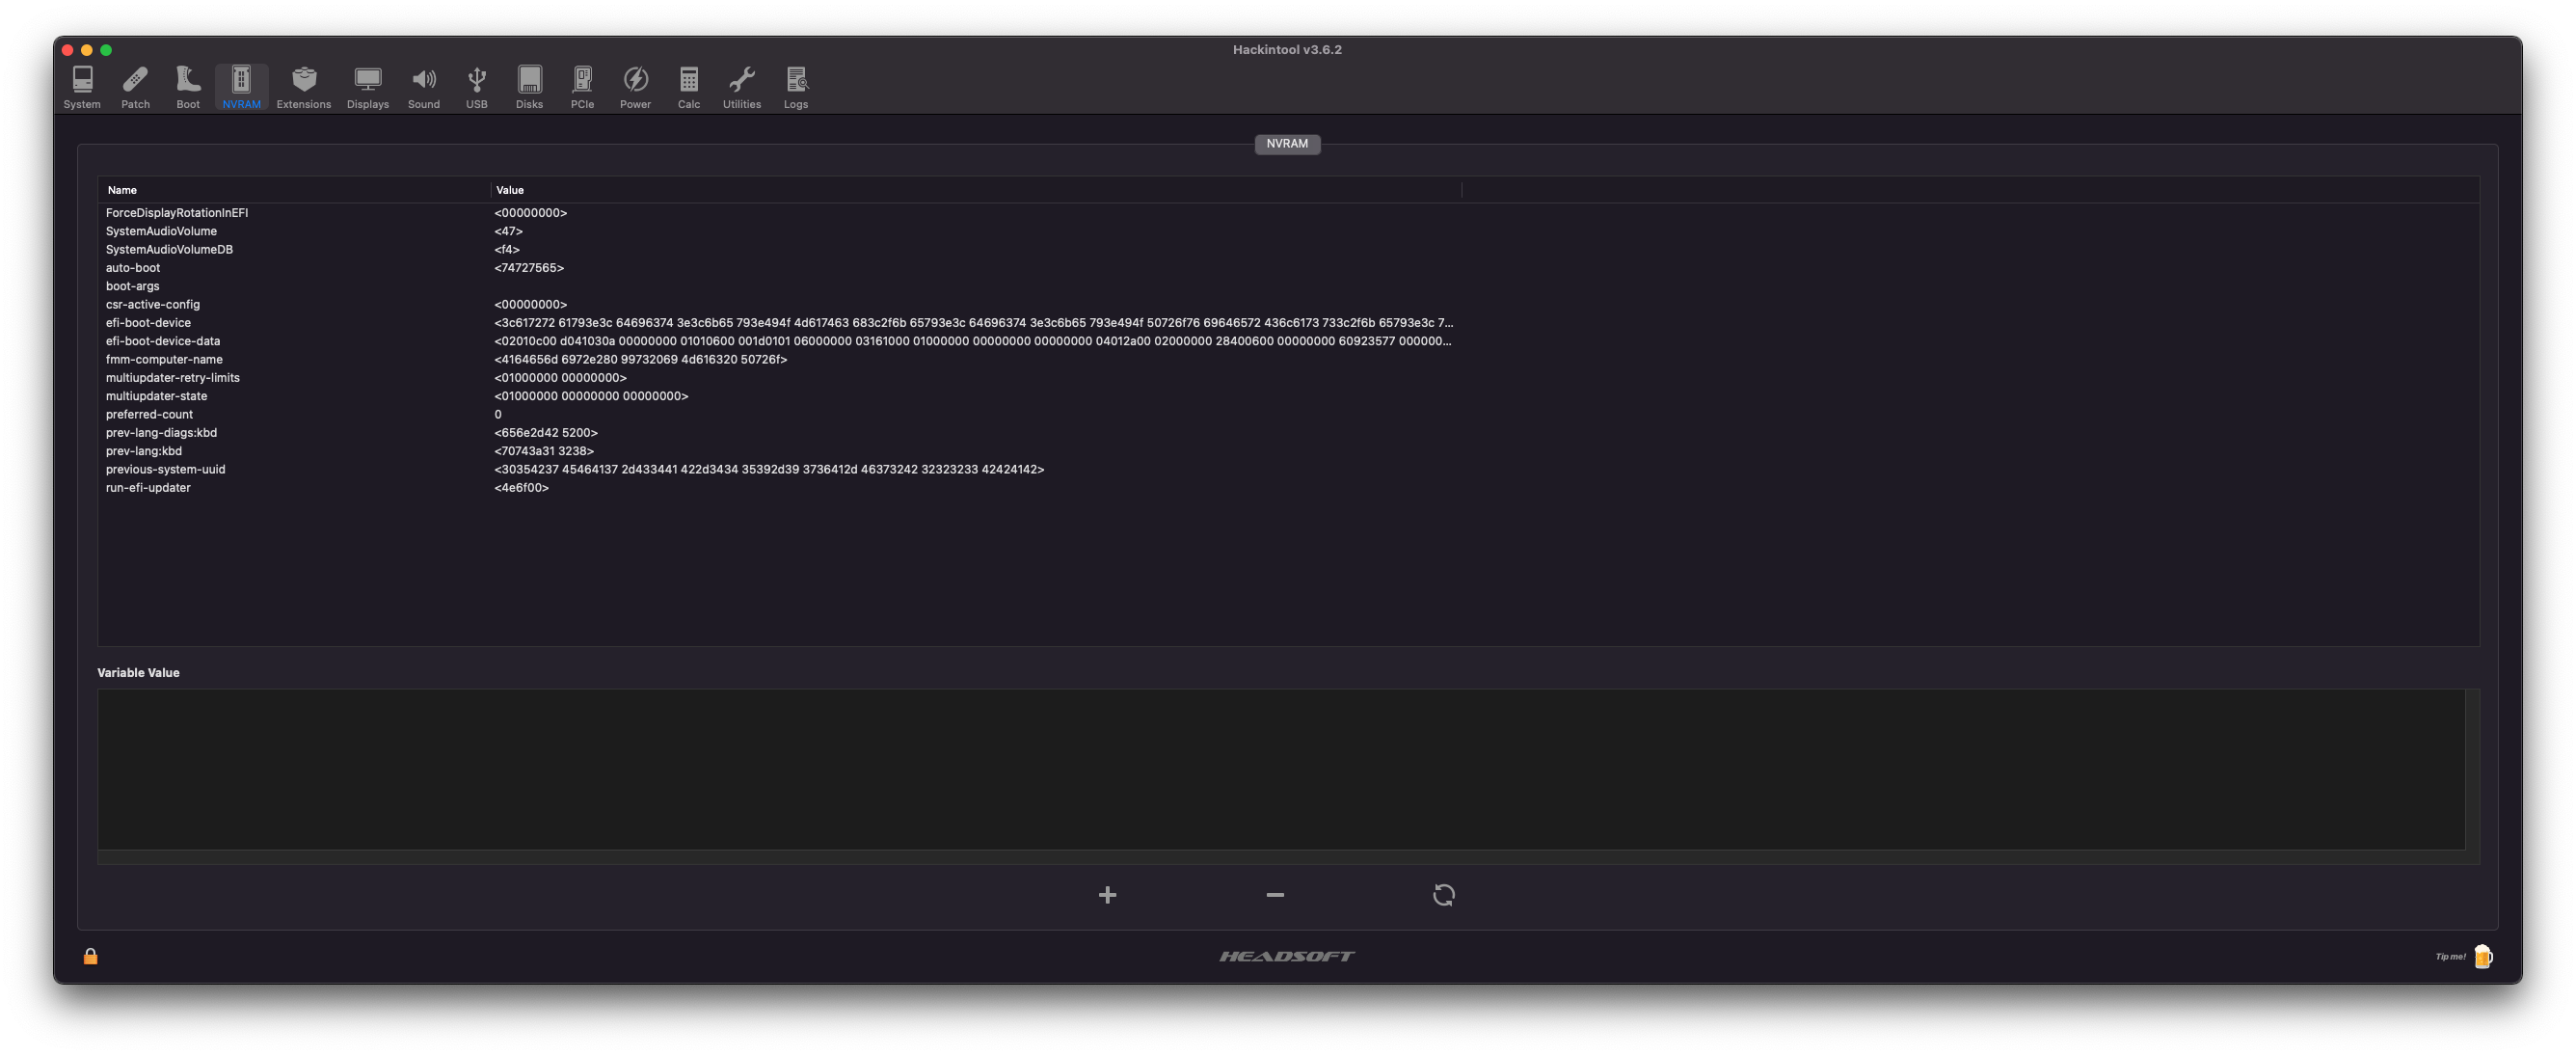 Hackintool v3.6.2
System Patch Boot NVRAM Extensions Displays Sound USB Disks PCIe Power Calc Utilities Logs
NVRAM
Name Value
ForceDisplayRotationInEFI <00000000>
SystemAudioVolume <47>
SystemAudioVolumeDB <f4>
auto-boot <74727565>
boot-args
csr-active-config <00000000>
efi-boot-device <3c617272 61793e3c 64696374 3e3c6b65 793e494f 4d617463 683c2f6b 65793e3c 64696374 3e3c6b65 793e494f 50726f76 69646572 436c6173 733c2f6b 65793e3c 7...
efi-boot-device-data <02010c00 d041030a 00000000 01010600 001d0101 06000000 03161000 01000000 00000000 00000000 04012a00 02000000 28400600 00000000 60923577 000000...
fmm-computer-name <4164656d 6972e280 99732069 4d616320 50726f>
multiupdater-retry-limits <01000000 00000000>
multiupdater-state <01000000 00000000 00000000>
preferred-count 0
prev-lang-diags:kbd <656e2d42 5200>
prev-lang:kbd <70743a31 3238>
previous-system-uuid <30354237 45464137 2d433441 422d3434 35392d39 3736412d 46373242 32323233 42424142>
run-efi-updater <4e6f00>
Variable Value
HEADSOFT
Tip me!